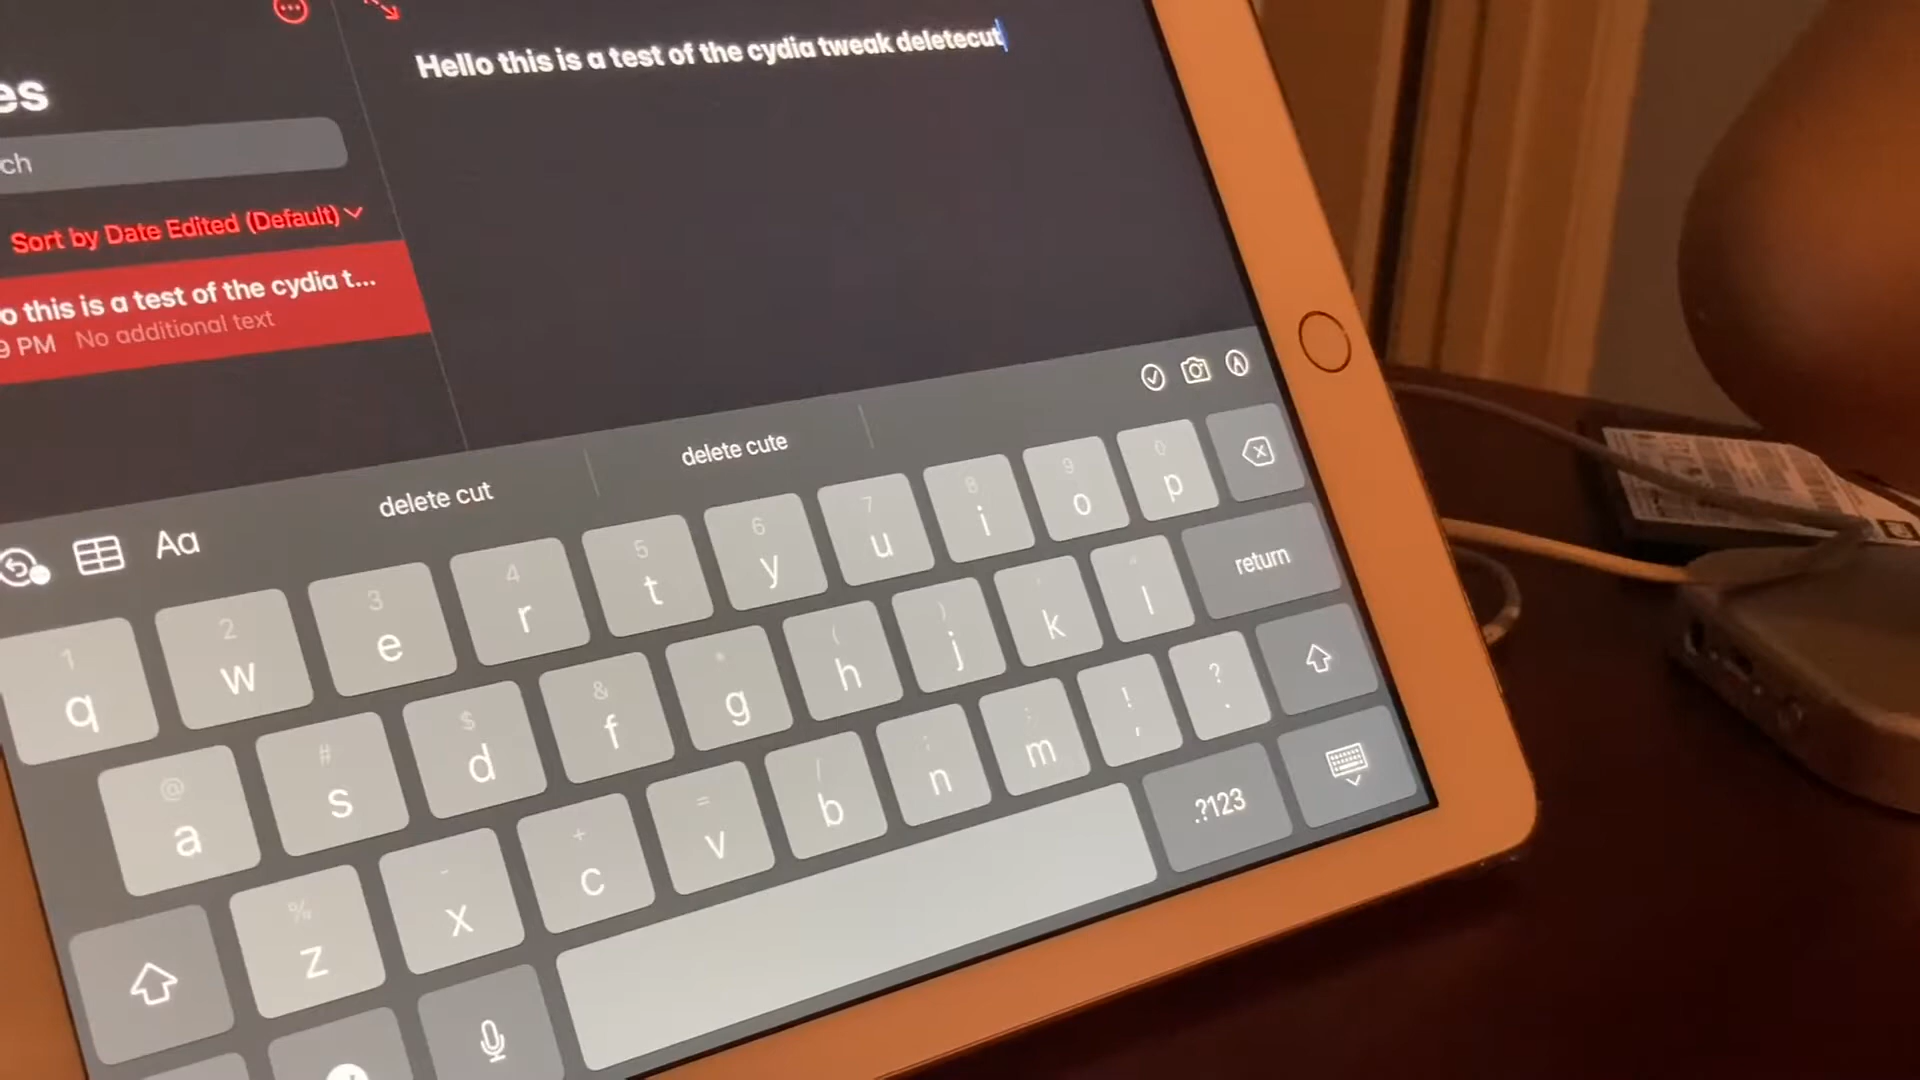 Hello this is a test of the cydia tweak deletecut
es
ch
Sort by Date Edited (Default)
o this is a test of the cydia t...
9 PM No additional text
delete cut
delete cute
Aa
1 2 3 4 5 6 7 8 9 0
q w e r t y u i o p
@ # $ & * ( ) '
a s d f g h j k l return
% - + = / ; : ! ?
z x c v b n m , .
.?123